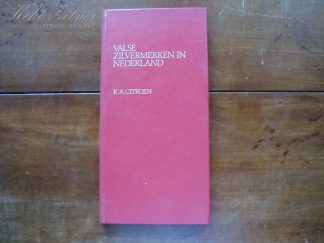 VALSE
ZILVERMERKEN IN
NEDERLAND
K.A.CITROEN